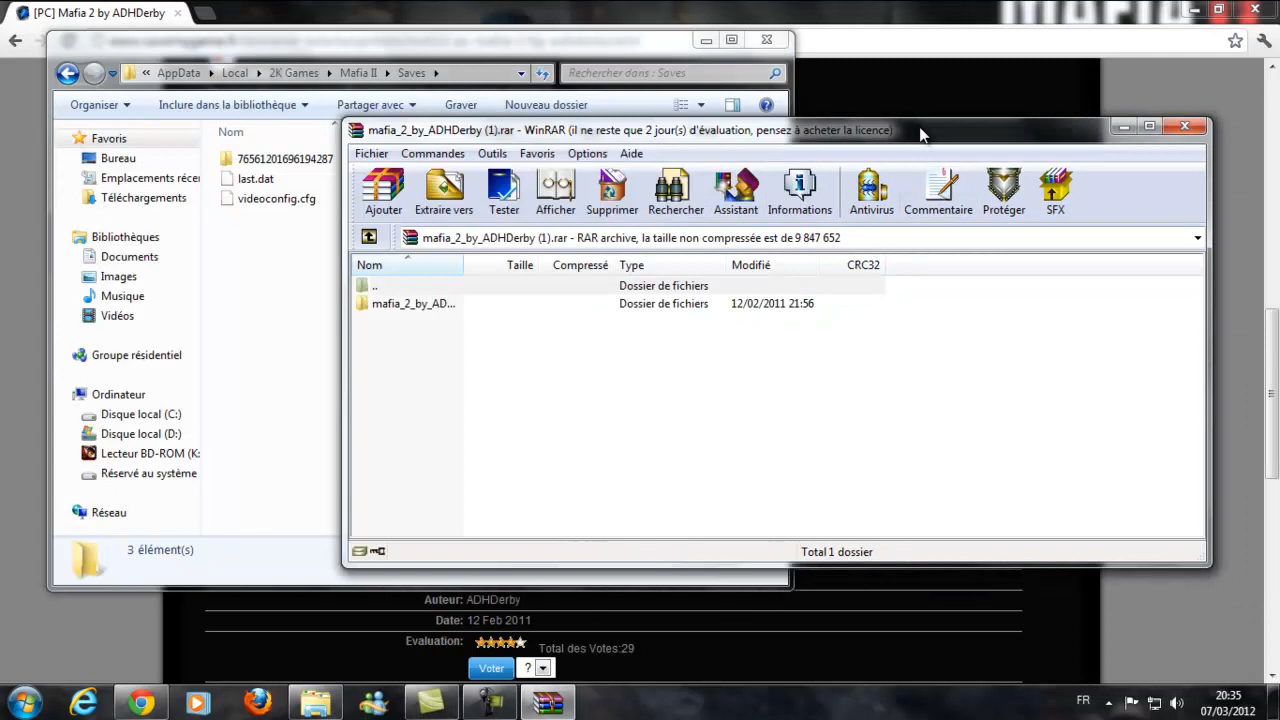 [PC] Mafia 2 by ADHDerby
AppData Local 2K Games Mafia II Saves
Rechercher dans : Saves
Organiser Inclure dans la bibliothèque Partager avec Graver Nouveau dossier
Favoris
Bureau
Emplacements récer
Téléchargements
Bibliothèques
Documents
Images
Musique
Vidéos
Groupe résidentiel
Ordinateur
Disque local (C:)
Disque local (D:)
Lecteur BD-ROM (K:
Réservé au système
Réseau
Nom
76561201696194287
last.dat
videoconfig.cfg
3 élément(s)
mafia_2_by_ADHDerby (1).rar - WinRAR (il ne reste que 2 jour(s) d'évaluation, pensez à acheter la licence)
Fichier Commandes Outils Favoris Options Aide
Ajouter Extraire vers Tester Afficher Supprimer Rechercher Assistant Informations Antivirus Commentaire Protéger SFX
mafia_2_by_ADHDerby (1).rar - RAR archive, la taille non compressée est de 9 847 652
Nom Taille Compressé Type Modifié CRC32
.. Dossier de fichiers
mafia_2_by_AD... Dossier de fichiers 12/02/2011 21:56
Total 1 dossier
Auteur: ADHDerby
Date: 12 Feb 2011
Evaluation: Total des Votes:29
Voter ?
FR
20:35
07/03/2012